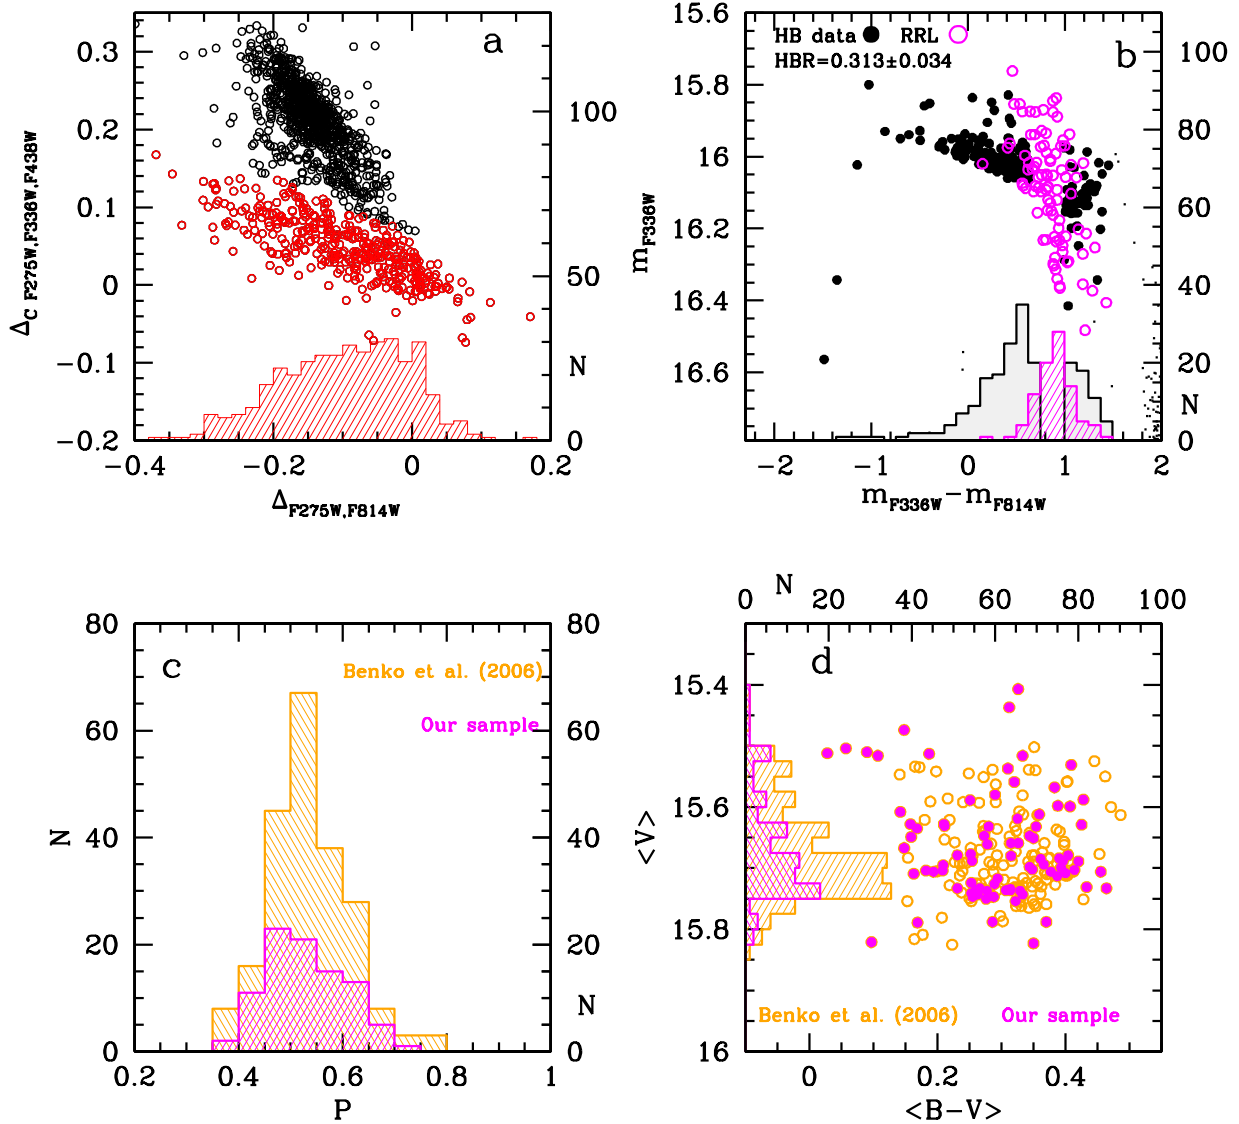 a
0.3
0.2
0.1
0
-0.1
-0.2
100
50
0
N
Δ_C F275W,F336W,F438W
-0.4 -0.2 0 0.2
Δ_F275W,F814W
b
HB data RRL
HBR=0.313±0.034
15.6
15.8
16
16.2
16.4
16.6
100
80
60
40
20
0
N
m_F336W
-2 -1 0 1 2
m_F336W-m_F814W
c
Benko et al. (2006)
Our sample
80
60
40
20
0
80
60
40
20
0
N
N
0.2 0.4 0.6 0.8 1
P
N
0 20 40 60 80 100
d
15.4
15.6
15.8
16
<V>
Benko et al. (2006) Our sample
0 0.2 0.4
<B-V>